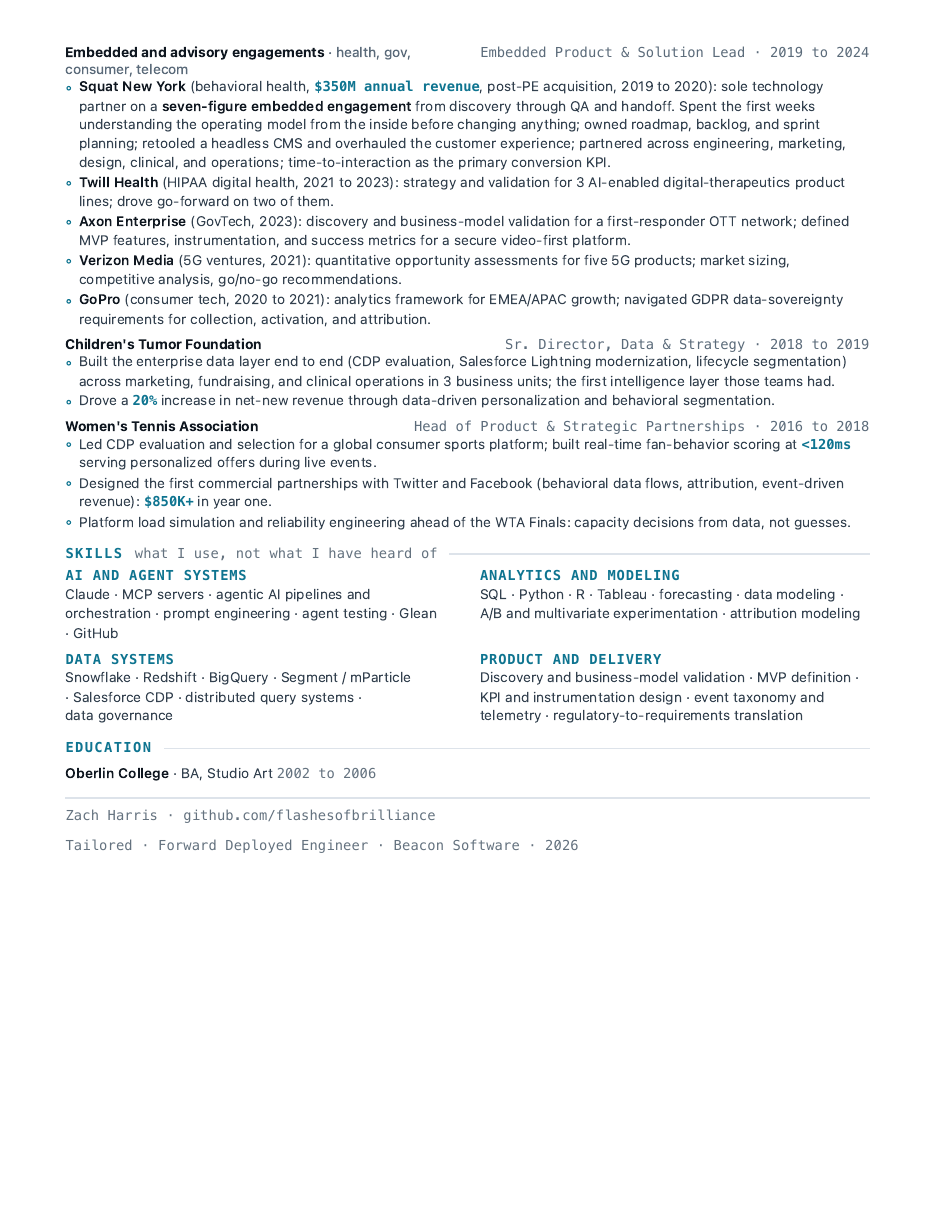 Embedded and advisory engagements · health, gov, consumer, telecom
Embedded Product & Solution Lead · 2019 to 2024
Squat New York (behavioral health, $350M annual revenue, post-PE acquisition, 2019 to 2020): sole technology
partner on a seven-figure embedded engagement from discovery through QA and handoff. Spent the first weeks
understanding the operating model from the inside before changing anything; owned roadmap, backlog, and sprint
planning; retooled a headless CMS and overhauled the customer experience; partnered across engineering, marketing,
design, clinical, and operations; time-to-interaction as the primary conversion KPI.
Twill Health (HIPAA digital health, 2021 to 2023): strategy and validation for 3 AI-enabled digital-therapeutics product
lines; drove go-forward on two of them.
Axon Enterprise (GovTech, 2023): discovery and business-model validation for a first-responder OTT network; defined
MVP features, instrumentation, and success metrics for a secure video-first platform.
Verizon Media (5G ventures, 2021): quantitative opportunity assessments for five 5G products; market sizing,
competitive analysis, go/no-go recommendations.
GoPro (consumer tech, 2020 to 2021): analytics framework for EMEA/APAC growth; navigated GDPR data-sovereignty
requirements for collection, activation, and attribution.
Children's Tumor Foundation
Sr. Director, Data & Strategy · 2018 to 2019
Built the enterprise data layer end to end (CDP evaluation, Salesforce Lightning modernization, lifecycle segmentation)
across marketing, fundraising, and clinical operations in 3 business units; the first intelligence layer those teams had.
Drove a 20% increase in net-new revenue through data-driven personalization and behavioral segmentation.
Women's Tennis Association
Head of Product & Strategic Partnerships · 2016 to 2018
Led CDP evaluation and selection for a global consumer sports platform; built real-time fan-behavior scoring at <120ms
serving personalized offers during live events.
Designed the first commercial partnerships with Twitter and Facebook (behavioral data flows, attribution, event-driven
revenue): $850K+ in year one.
Platform load simulation and reliability engineering ahead of the WTA Finals: capacity decisions from data, not guesses.
SKILLS what I use, not what I have heard of
AI AND AGENT SYSTEMS
Claude · MCP servers · agentic AI pipelines and
orchestration · prompt engineering · agent testing · Glean
· GitHub
ANALYTICS AND MODELING
SQL · Python · R · Tableau · forecasting · data modeling ·
A/B and multivariate experimentation · attribution modeling
DATA SYSTEMS
Snowflake · Redshift · BigQuery · Segment / mParticle
· Salesforce CDP · distributed query systems ·
data governance
PRODUCT AND DELIVERY
Discovery and business-model validation · MVP definition ·
KPI and instrumentation design · event taxonomy and
telemetry · regulatory-to-requirements translation
EDUCATION
Oberlin College · BA, Studio Art 2002 to 2006
Zach Harris · github.com/flashesofbrilliance
Tailored · Forward Deployed Engineer · Beacon Software · 2026